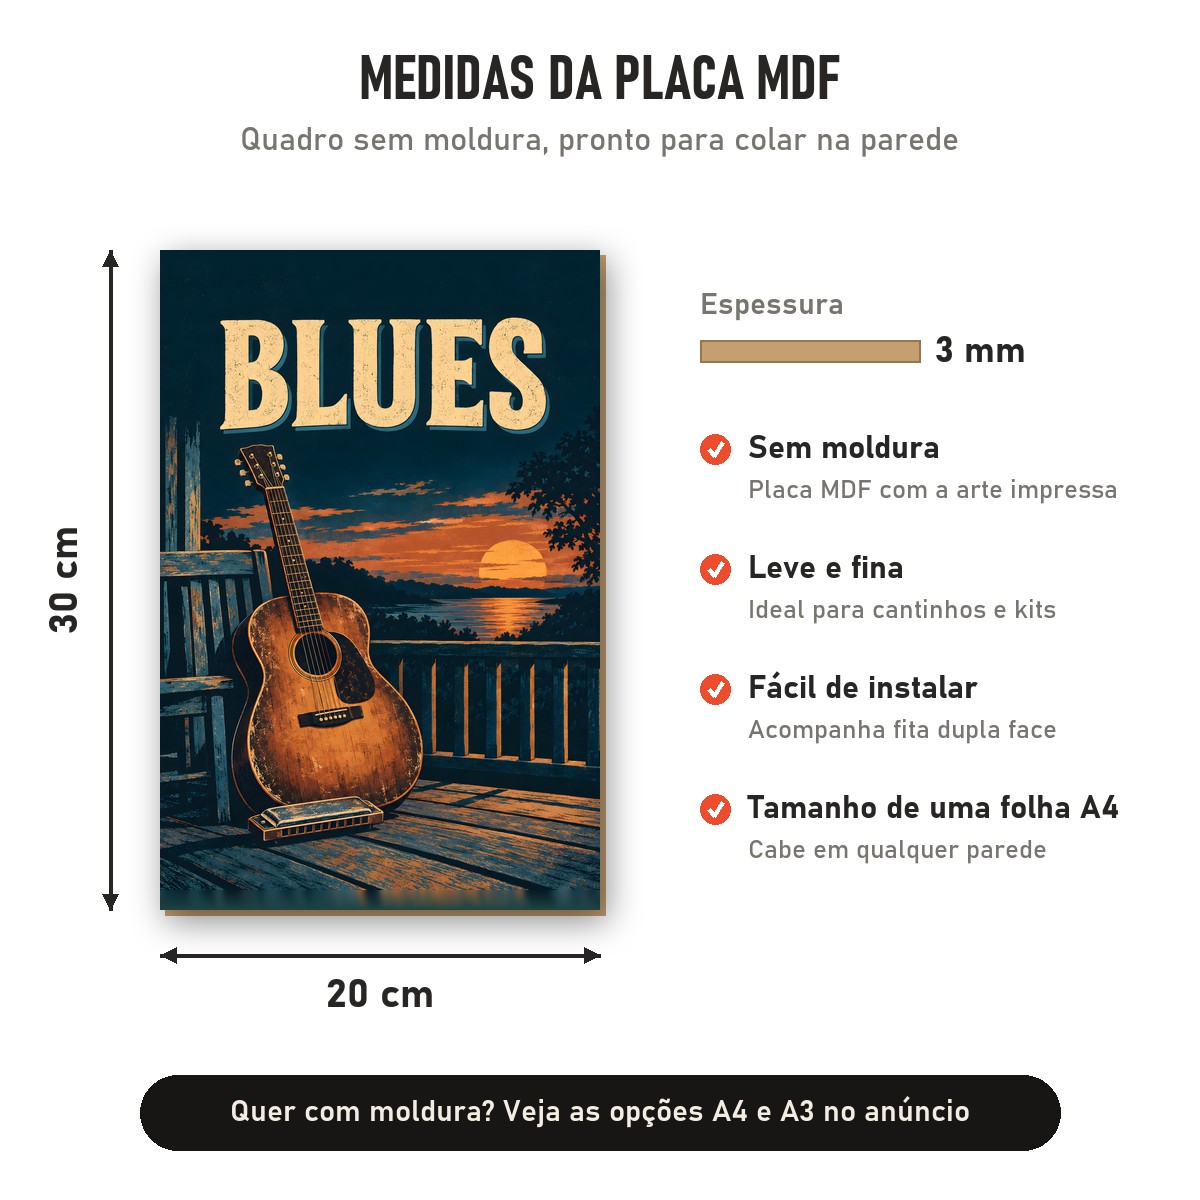 MEDIDAS DA PLACA MDF
Quadro sem moldura, pronto para colar na parede
BLUES
30 cm
20 cm
Espessura
3 mm
Sem moldura
Placa MDF com a arte impressa
Leve e fina
Ideal para cantinhos e kits
Fácil de instalar
Acompanha fita dupla face
Tamanho de uma folha A4
Cabe em qualquer parede
Quer com moldura? Veja as opções A4 e A3 no anúncio